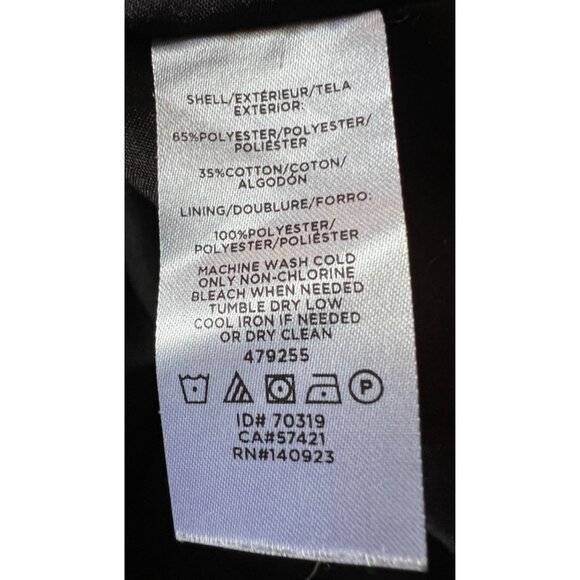 SHELL/EXTÉRIEUR/TELA
EXTERIOR:
65%POLYESTER/POLYESTER/
POLIÉSTER
35%COTTON/COTON/
ALGODÓN
LINING/DOUBLURE/FORRO:
100%POLYESTER/
POLYESTER/POLIÉSTER
MACHINE WASH COLD
ONLY NON-CHLORINE
BLEACH WHEN NEEDED
TUMBLE DRY LOW
COOL IRON IF NEEDED
OR DRY CLEAN
479255
P
ID# 70319
CA#57421
RN#140923